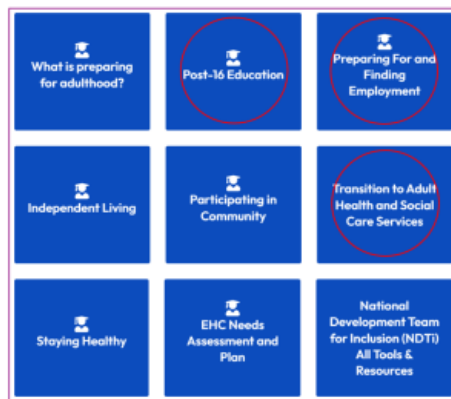 What is preparing
for adulthood?
Post-16 Education
Preparing For and
Finding
Employment
Independent Living
Participating in
Community
Transition to Adult
Health and Social
Care Services
Staying Healthy
EHC Needs
Assessment and
Plan
National
Development Team
for Inclusion (NDTi)
All Tools &
Resources